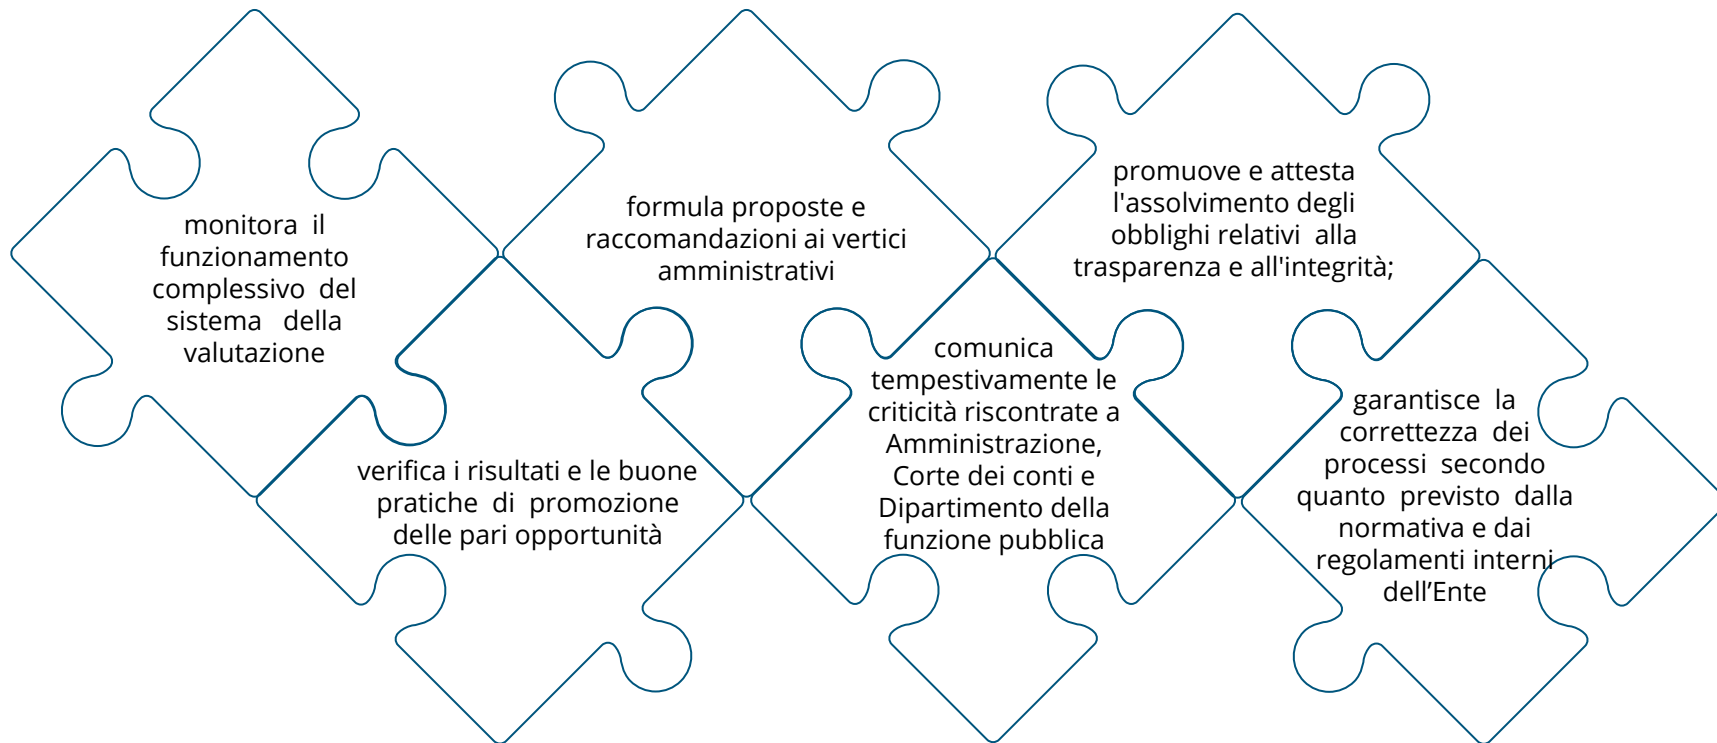 monitora il
funzionamento
complessivo del
sistema della
valutazione
formula proposte e
raccomandazioni ai vertici
amministrativi
promuove e attesta
l'assolvimento degli
obblighi relativi alla
trasparenza e all'integrità;
verifica i risultati e le buone
pratiche di promozione
delle pari opportunità
comunica
tempestivamente le
criticità riscontrate a
Amministrazione,
Corte dei conti e
Dipartimento della
funzione pubblica
garantisce la
correttezza dei
processi secondo
quanto previsto dalla
normativa e dai
regolamenti interni
dell’Ente